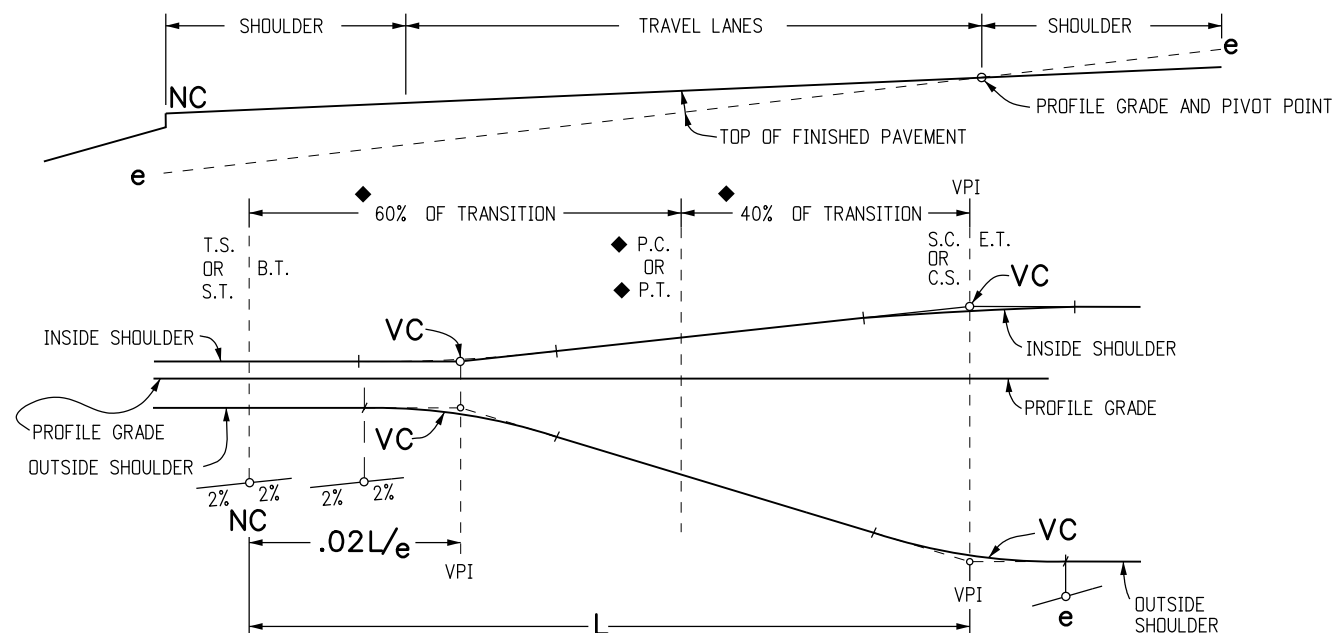 SHOULDER
TRAVEL LANES
SHOULDER
e
NC
PROFILE GRADE AND PIVOT POINT
TOP OF FINISHED PAVEMENT
e
VPI
◆
60% OF TRANSITION
◆
40% OF TRANSITION
T.S.
OR
S.T.
B.T.
◆ P.C.
OR
◆ P.T.
S.C.
OR
C.S.
E.T.
VC
VC
INSIDE SHOULDER
INSIDE SHOULDER
PROFILE GRADE
PROFILE GRADE
VC
OUTSIDE SHOULDER
2% 2%
2% 2%
NC
.02L/e
VPI
VC
VPI
e
OUTSIDE
SHOULDER
L